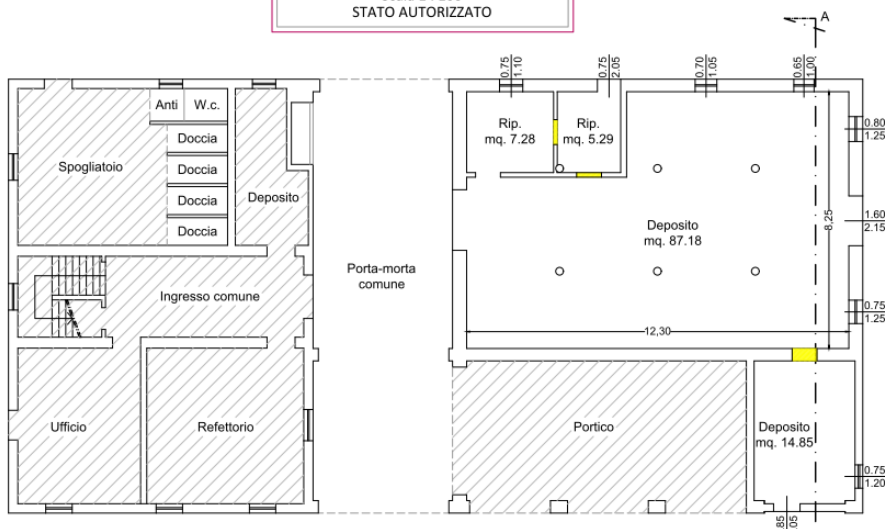 STATO AUTORIZZATO
A
0.75
1.10
0.75
2.05
0.70
1.05
0.65
1.00
Anti W.c.
Doccia
Doccia
Doccia
Doccia
Spogliatoio
Deposito
Rip.
mq. 7.28
Rip.
mq. 5.29
0.80
1.25
Deposito
mq. 87.18
8,25
1.60
2.15
Porta-morta
comune
Ingresso comune
0.75
1.25
12,30
Ufficio
Refettorio
Portico
Deposito
mq. 14.85
0.75
1.20